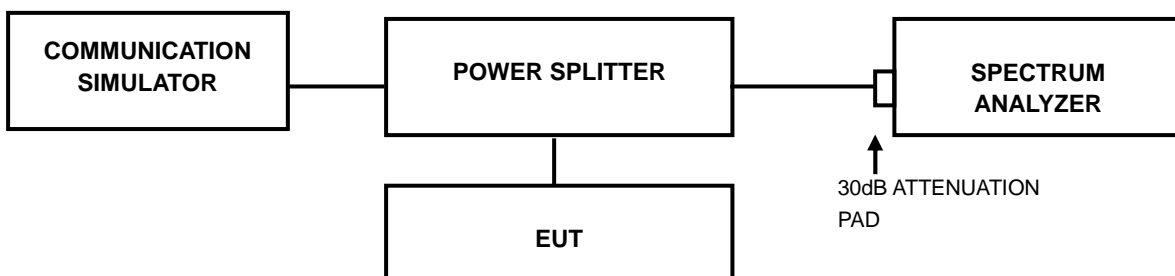 COMMUNICATION
SIMULATOR
POWER SPLITTER
SPECTRUM
ANALYZER
30dB ATTENUATION
PAD
EUT